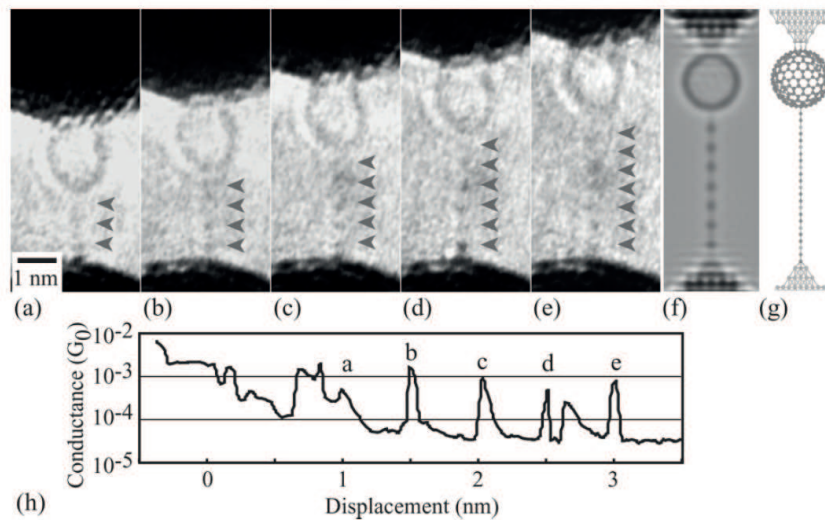 1 nm
(a) (b) (c) (d) (e) (f) (g)
Conductance (G0)
10-2
10-3
10-4
10-5
a b c d e
0 1 2 3
(h)
Displacement (nm)